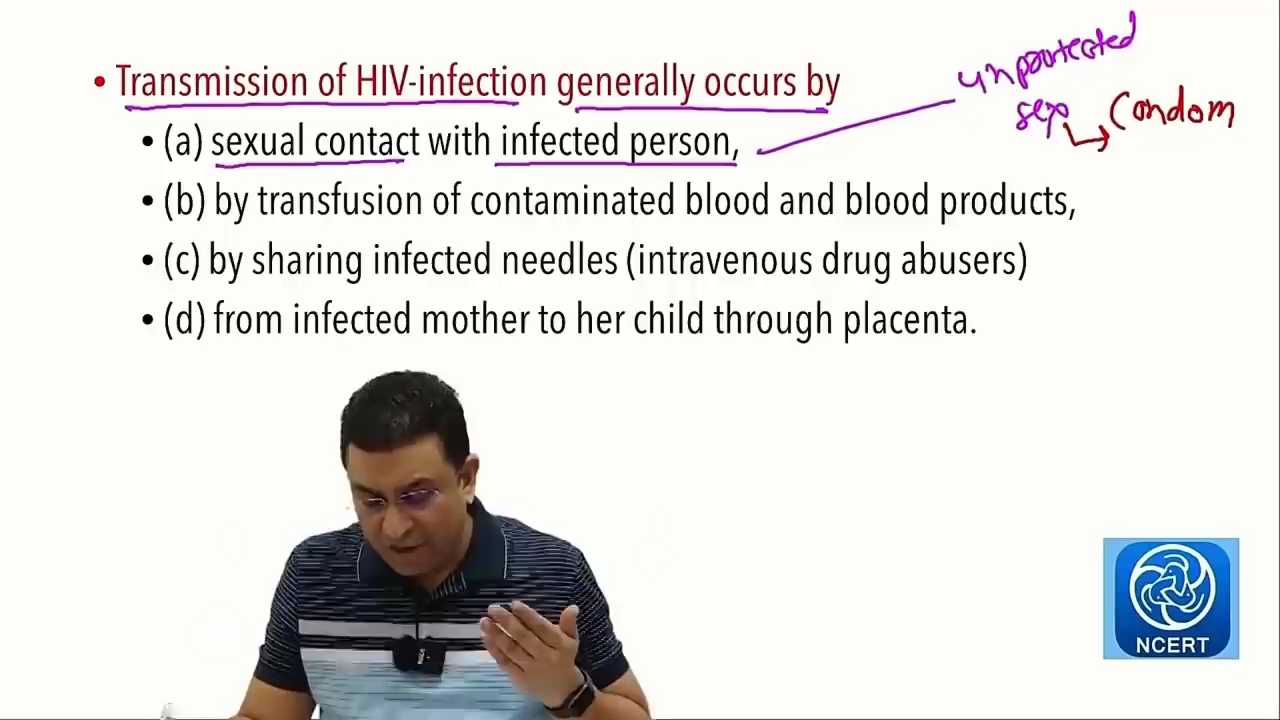 • Transmission of HIV-infection generally occurs by
• (a) sexual contact with infected person,
• (b) by transfusion of contaminated blood and blood products,
• (c) by sharing infected needles (intravenous drug abusers)
• (d) from infected mother to her child through placenta.
unportected
sex
Condom
NCERT